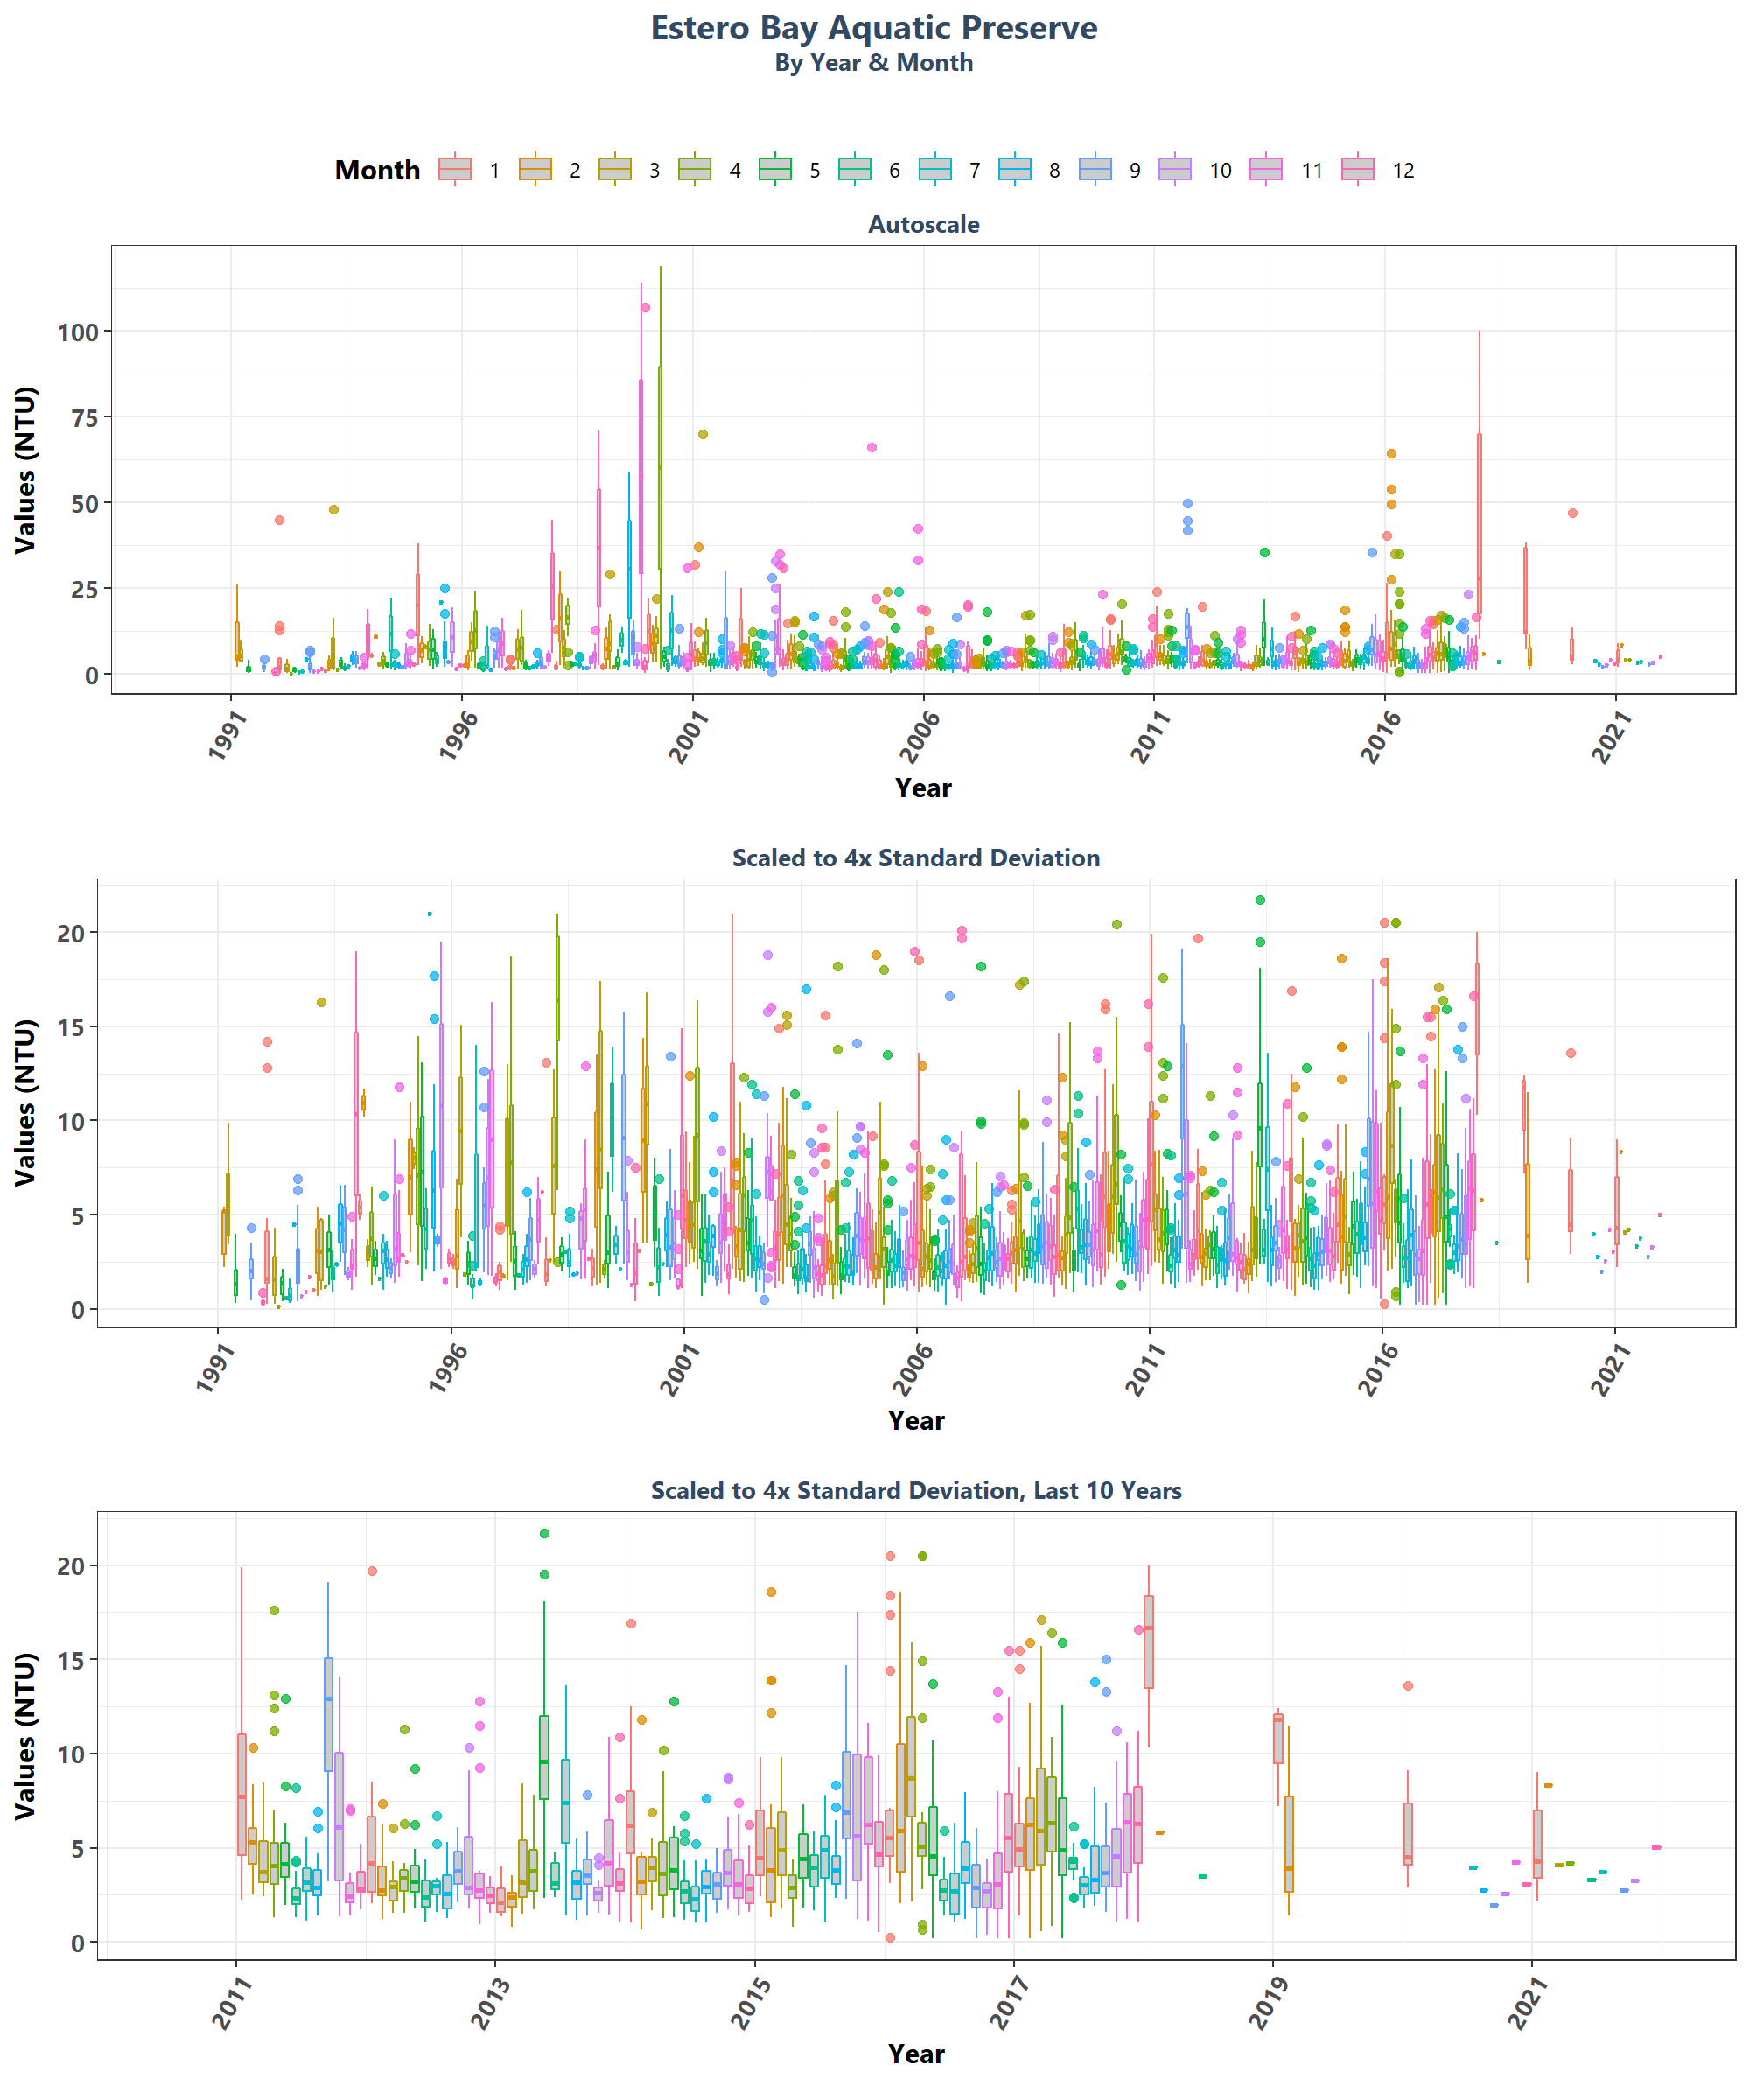 Estero Bay Aquatic Preserve
By Year & Month
Month 1 2 3 4 5 6 7 8 9 10 11 12
Autoscale
Values (NTU)
100
75
50
25
0
1991 1996 2001 2006 2011 2016 2021
Year
Scaled to 4x Standard Deviation
Values (NTU)
20
15
10
5
0
1991 1996 2001 2006 2011 2016 2021
Year
Scaled to 4x Standard Deviation, Last 10 Years
Values (NTU)
20
15
10
5
0
2011 2013 2015 2017 2019 2021
Year